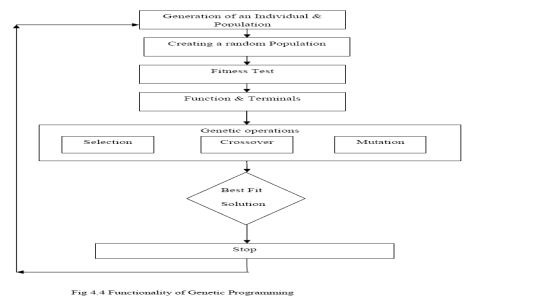 Generation of an Individual &
Population
Creating a random Population
Fitness Test
Function & Terminals
Genetic operations
Selection
Crossover
Mutation
Best Fit
Solution
Stop
Fig 4.4 Functionality of Genetic Programming